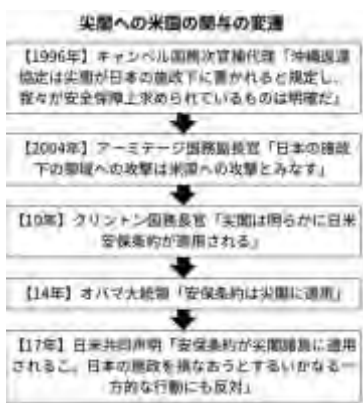 尖閣への米国の関与の変遷
【1996年】キャンベル国務次官補代理「沖縄返還
協定は尖閣が日本の施政下に置かれると規定し、
我々が安全保障上求められているものは明確だ」
【2004年】アーミテージ国務副長官「日本の施政
下の領域への攻撃は米国への攻撃とみなす」
【10年】クリントン国務長官「尖閣は明らかに日米
安保条約が適用される」
【14年】オバマ大統領「安保条約は尖閣に適用」
【17年】日米共同声明「安保条約が尖閣諸島に適用
されるこ、日本の施政を損なおうとするいかなる一
方的な行動にも反対」